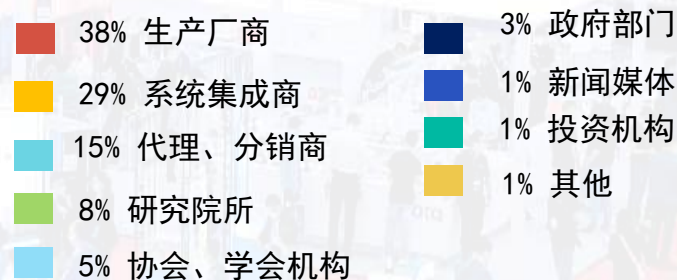 38% 生产厂商
29% 系统集成商
15% 代理、分销商
8% 研究院所
5% 协会、学会机构
3% 政府部门
1% 新闻媒体
1% 投资机构
1% 其他